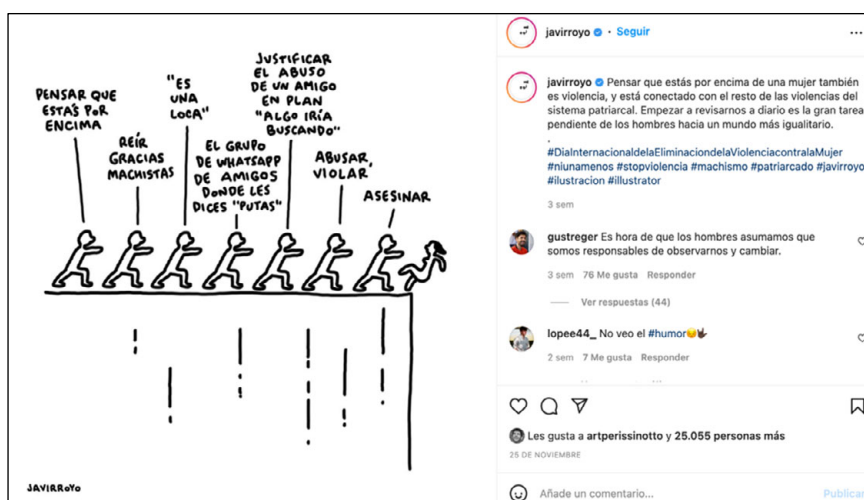 PENSAR QUE
ESTÁS POR
ENCIMA
REÍR
GRACIAS
MACHISTAS
"ES
UNA
LOCA"
EL GRUPO
DE WHATSAPP
DE AMIGOS
DONDE LES
DICES "PUTAS"
JUSTIFICAR
EL ABUSO
DE UN AMIGO
EN PLAN
"ALGO IRÍA
BUSCANDO"
ABUSAR,
VIOLAR
ASESINAR
JAVIRROYO
javirroyo • Seguir
javirroyo Pensar que estás por encima de una mujer también
es violencia, y está conectado con el resto de las violencias del
sistema patriarcal. Empezar a revisarnos a diario es la gran tarea
pendiente de los hombres hacia un mundo más igualitario.
.
#DiaInternacionaldelaEliminaciondelaViolenciacontralaMujer
#niunamenos #stopviolencia #machismo #patriarcado #javirroyo
#ilustracion #illustrator
3 sem
gustreger Es hora de que los hombres asumamos que
somos responsables de observarnos y cambiar.
3 sem 76 Me gusta Responder
Ver respuestas (44)
lopee44_ No veo el #humor
2 sem 7 Me gusta Responder
Les gusta a artperissinotto y 25.055 personas más
25 DE NOVIEMBRE
Añade un comentario...
Publicar